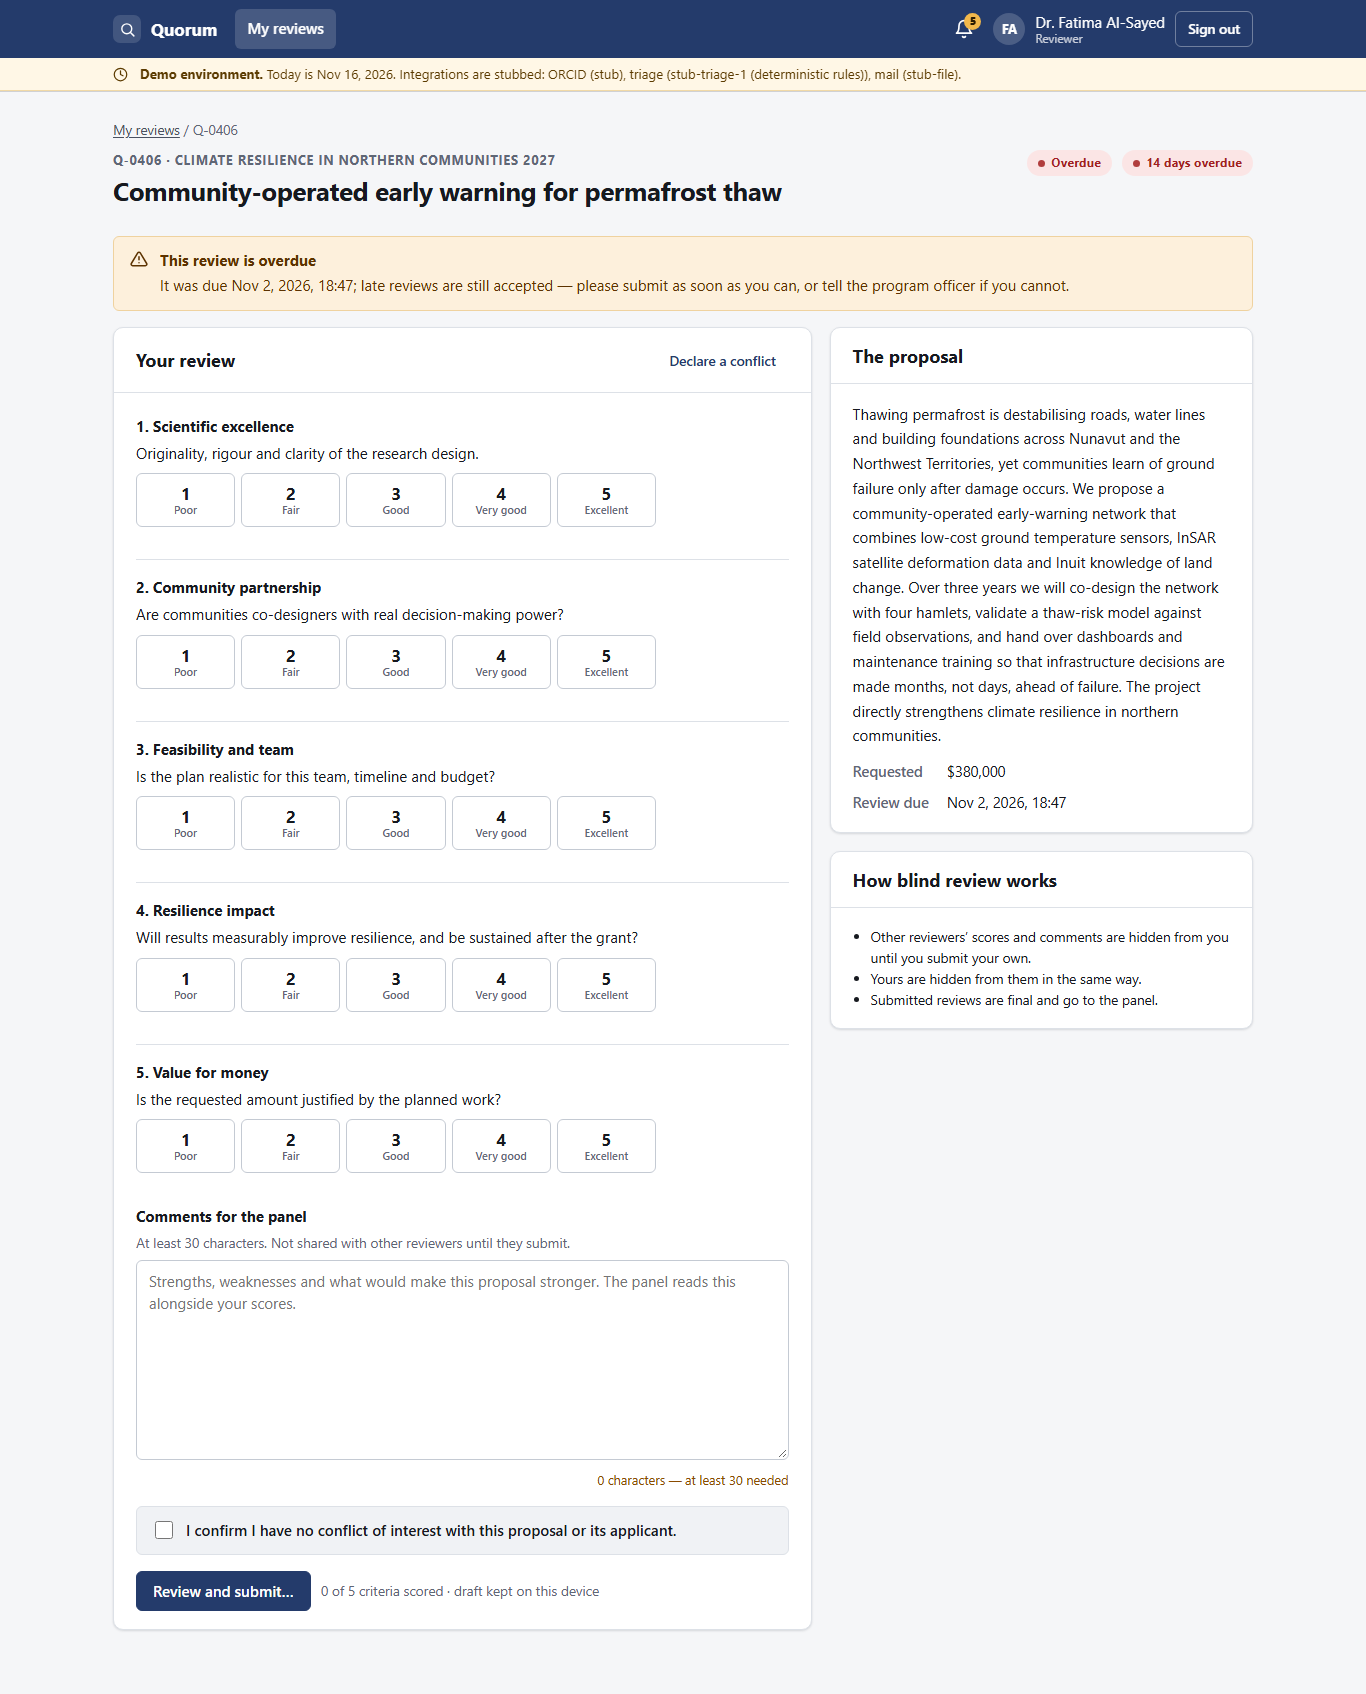 Quorum
My reviews
5
FA
Dr. Fatima Al-Sayed
Reviewer
Sign out
Demo environment. Today is Nov 16, 2026. Integrations are stubbed: ORCID (stub), triage (stub-triage-1 (deterministic rules)), mail (stub-file).
My reviews / Q-0406
Q-0406 · CLIMATE RESILIENCE IN NORTHERN COMMUNITIES 2027
Community-operated early warning for permafrost thaw
Overdue
14 days overdue
This review is overdue
It was due Nov 2, 2026, 18:47; late reviews are still accepted — please submit as soon as you can, or tell the program officer if you cannot.
Your review
Declare a conflict
1. Scientific excellence
Originality, rigour and clarity of the research design.
1 2 3 4 5
Poor Fair Good Very good Excellent
2. Community partnership
Are communities co-designers with real decision-making power?
1 2 3 4 5
Poor Fair Good Very good Excellent
3. Feasibility and team
Is the plan realistic for this team, timeline and budget?
1 2 3 4 5
Poor Fair Good Very good Excellent
4. Resilience impact
Will results measurably improve resilience, and be sustained after the grant?
1 2 3 4 5
Poor Fair Good Very good Excellent
5. Value for money
Is the requested amount justified by the planned work?
1 2 3 4 5
Poor Fair Good Very good Excellent
Comments for the panel
At least 30 characters. Not shared with other reviewers until they submit.
Strengths, weaknesses and what would make this proposal stronger. The panel reads this
alongside your scores.
0 characters — at least 30 needed
I confirm I have no conflict of interest with this proposal or its applicant.
Review and submit...
0 of 5 criteria scored · draft kept on this device
The proposal
Thawing permafrost is destabilising roads, water lines
and building foundations across Nunavut and the
Northwest Territories, yet communities learn of ground
failure only after damage occurs. We propose a
community-operated early-warning network that
combines low-cost ground temperature sensors, InSAR
satellite deformation data and Inuit knowledge of land
change. Over three years we will co-design the network
with four hamlets, validate a thaw-risk model against
field observations, and hand over dashboards and
maintenance training so that infrastructure decisions are
made months, not days, ahead of failure. The project
directly strengthens climate resilience in northern
communities.
Requested $380,000
Review due Nov 2, 2026, 18:47
How blind review works
• Other reviewers' scores and comments are hidden from you
until you submit your own.
• Yours are hidden from them in the same way.
• Submitted reviews are final and go to the panel.